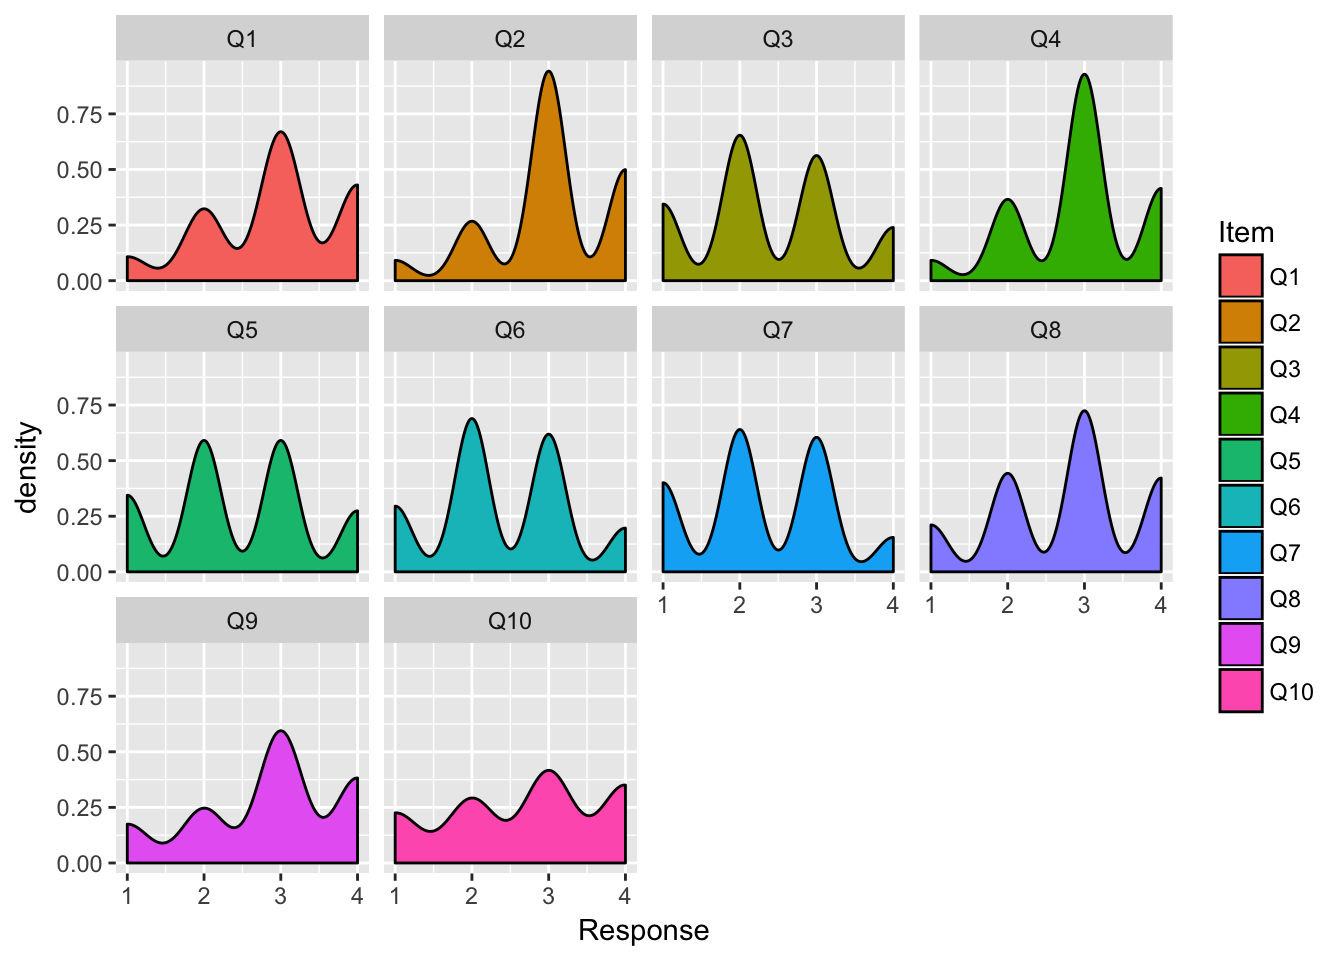 Q1 Q2 Q3 Q4
0.75
0.50
0.25
0.00
Q5 Q6 Q7 Q8
0.75
0.50
0.25
0.00
1 2 3 4 1 2 3 4
Q9 Q10
0.75
0.50
0.25
0.00
1 2 3 4 1 2 3 4
Response
density
Item
Q1
Q2
Q3
Q4
Q5
Q6
Q7
Q8
Q9
Q10